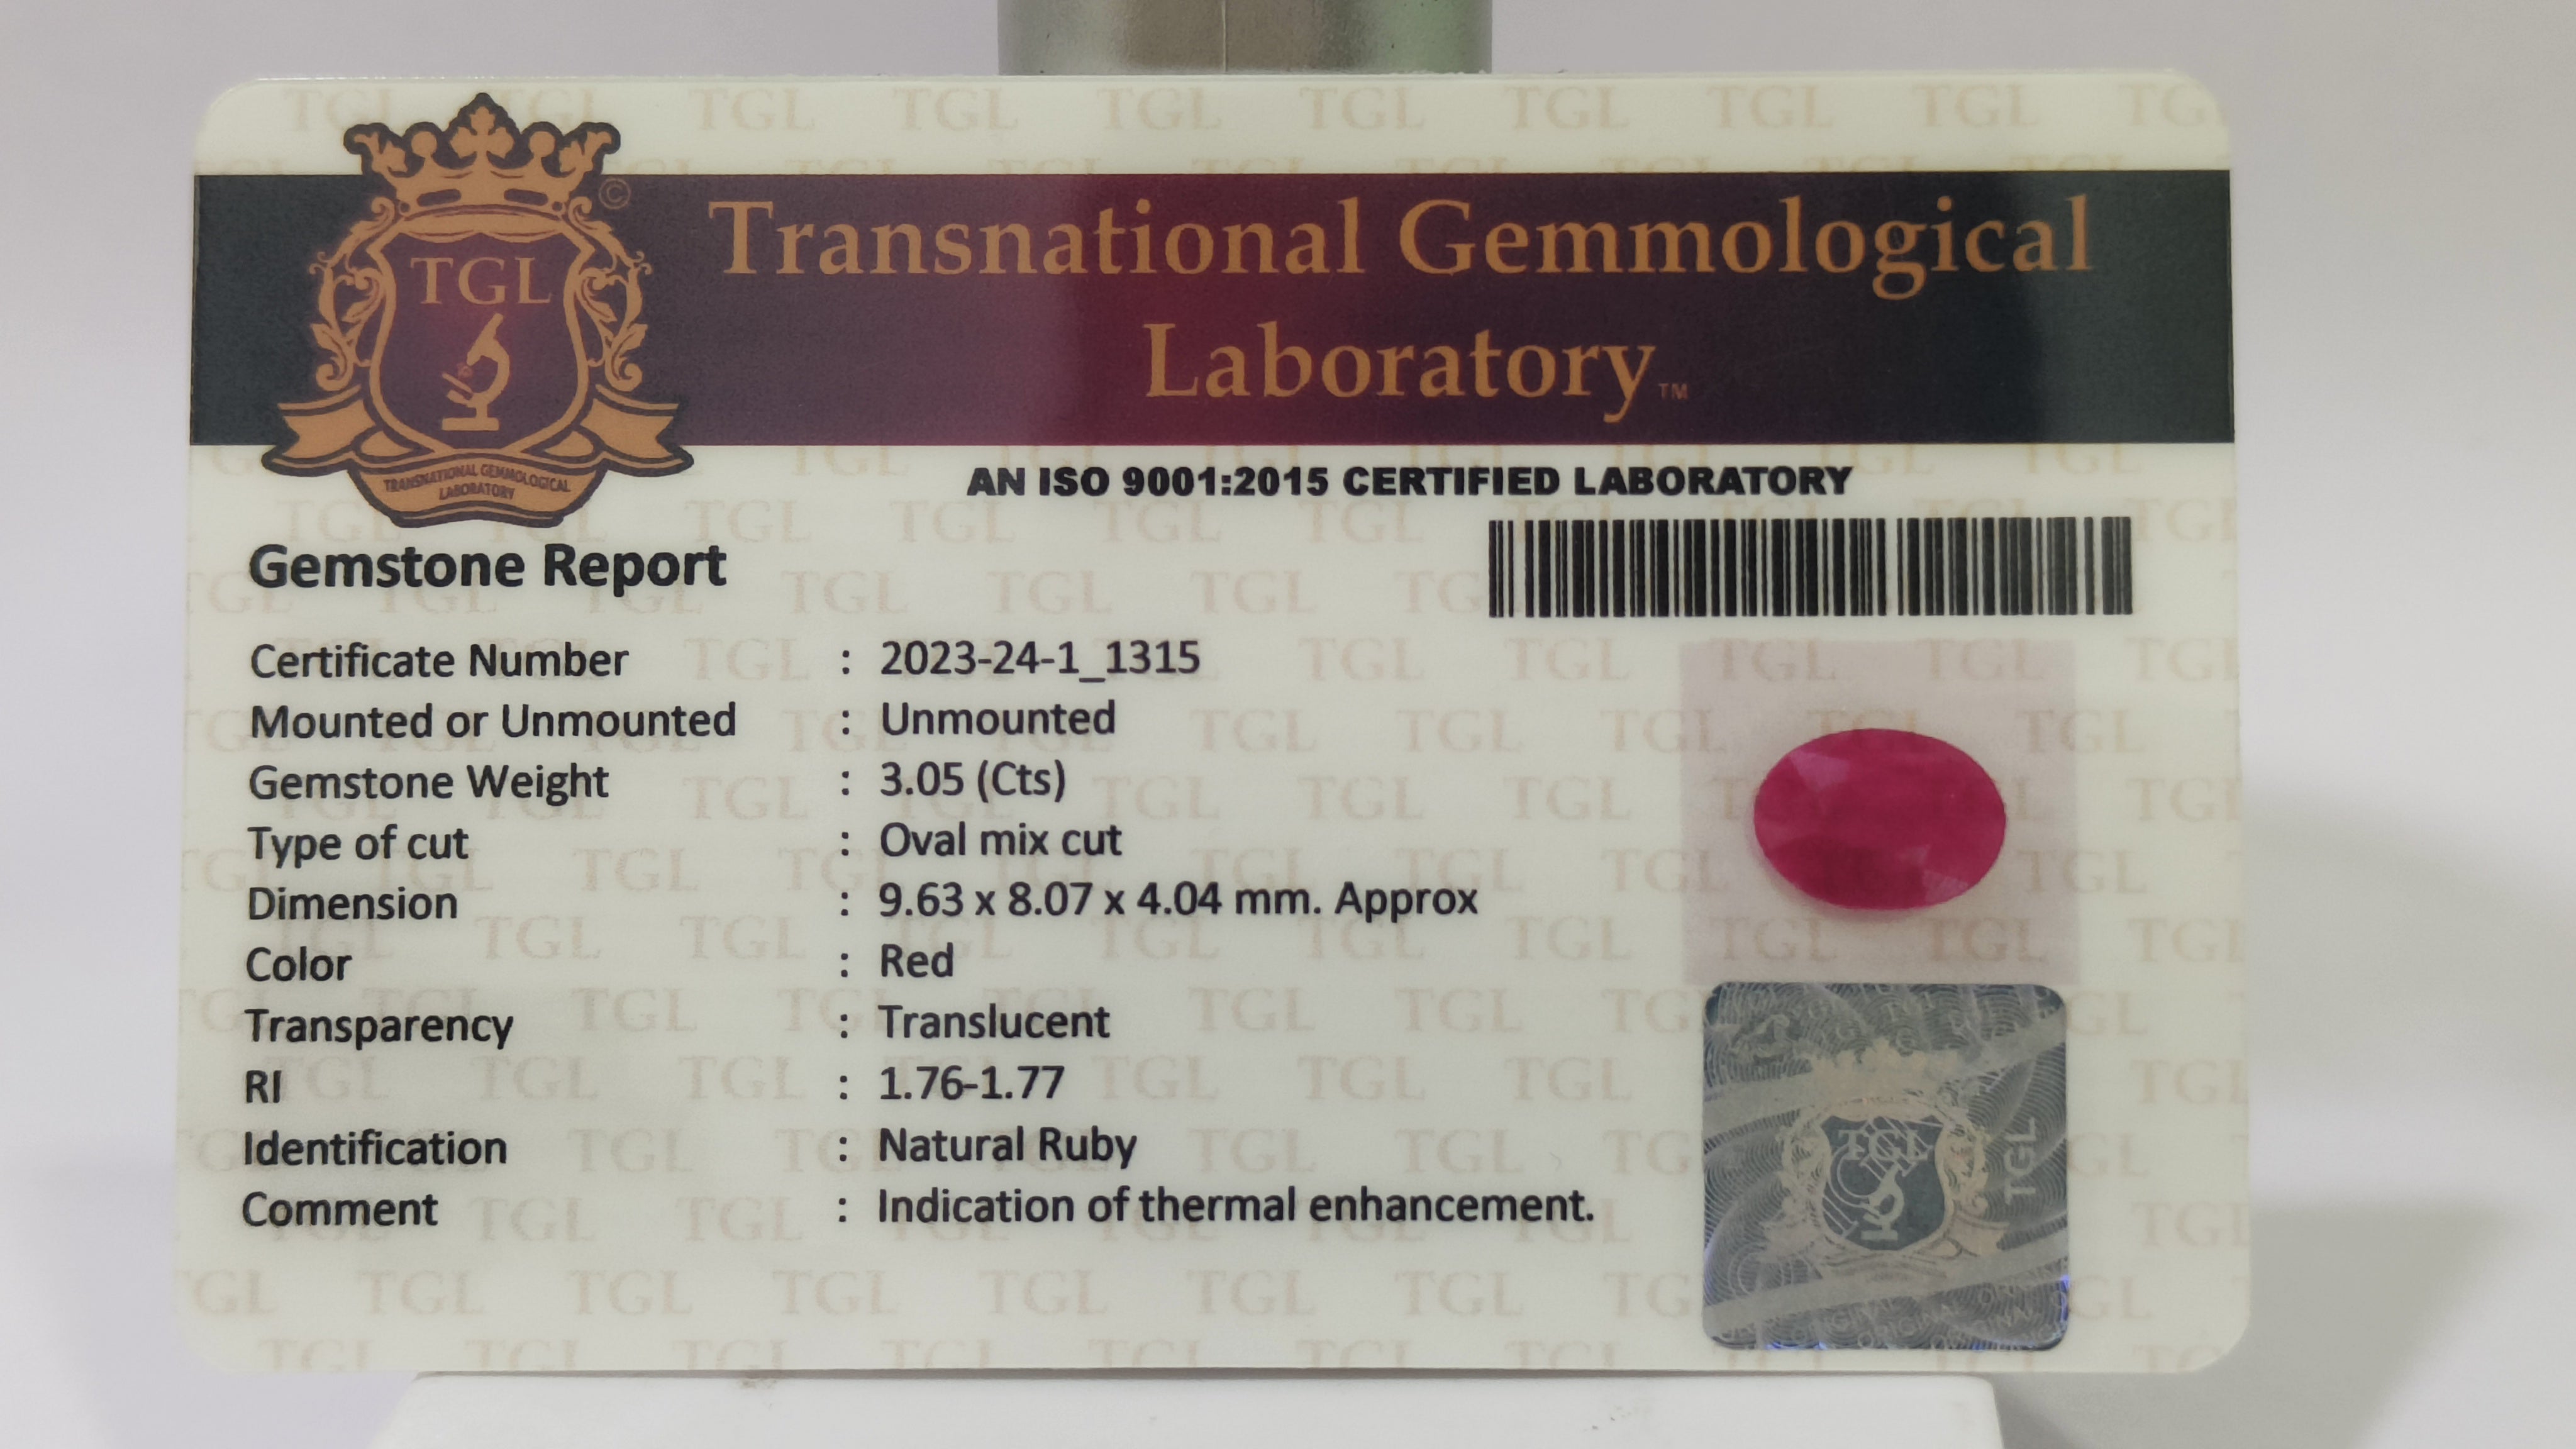 TGL
TRANSNATIONAL GEMMOLOGICAL
LABORATORY
©
Transnational Gemmological
Laboratory™
AN ISO 9001:2015 CERTIFIED LABORATORY
Gemstone Report
Certificate Number : 2023-24-1_1315
Mounted or Unmounted : Unmounted
Gemstone Weight : 3.05 (Cts)
Type of cut : Oval mix cut
Dimension : 9.63 x 8.07 x 4.04 mm. Approx
Color : Red
Transparency : Translucent
RI : 1.76-1.77
Identification : Natural Ruby
Comment : Indication of thermal enhancement.
TGL
TGL